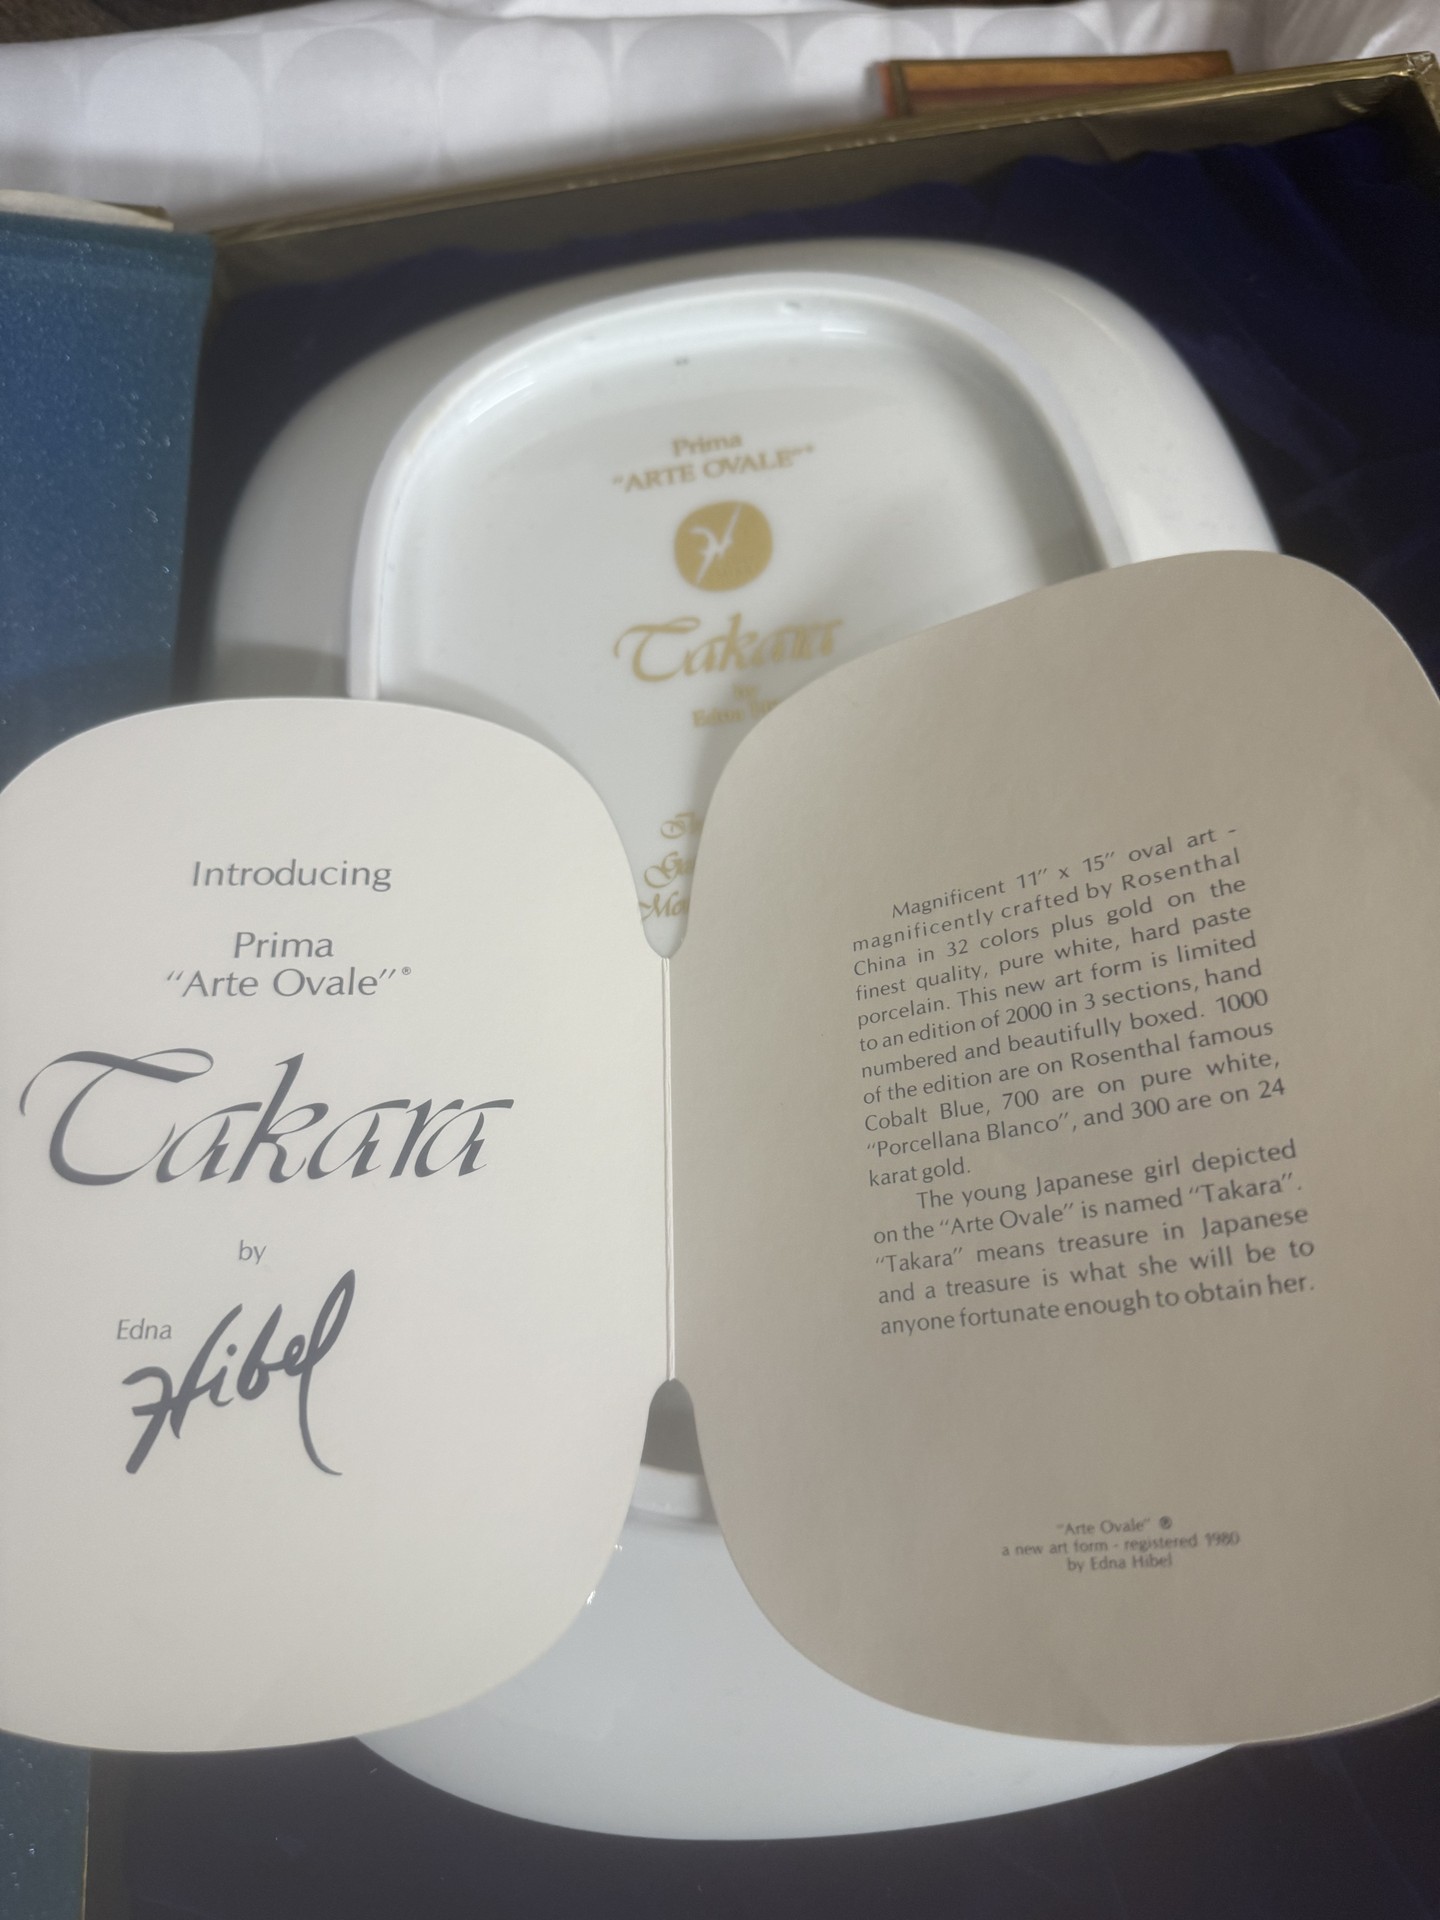 Prima
"ARTE OVALE"®
Takara
by
Introducing
Prima
"Arte Ovale"®
Takara
by
Edna Hibel
Magnificent 11" x 15" oval art -
magnificently crafted by Rosenthal
China in 32 colors plus gold on the
finest quality, pure white, hard paste
porcelain. This new art form is limited
to an edition of 2000 in 3 sections, hand
numbered and beautifully boxed. 1000
of the edition are on Rosenthal famous
Cobalt Blue, 700 are on pure white,
"Porcellana Blanco", and 300 are on 24
karat gold.
The young Japanese girl depicted
on the "Arte Ovale" is named "Takara".
"Takara" means treasure in Japanese
and a treasure is what she will be to
anyone fortunate enough to obtain her.
"Arte Ovale" ®
a new art form - registered 1980
by Edna Hibel